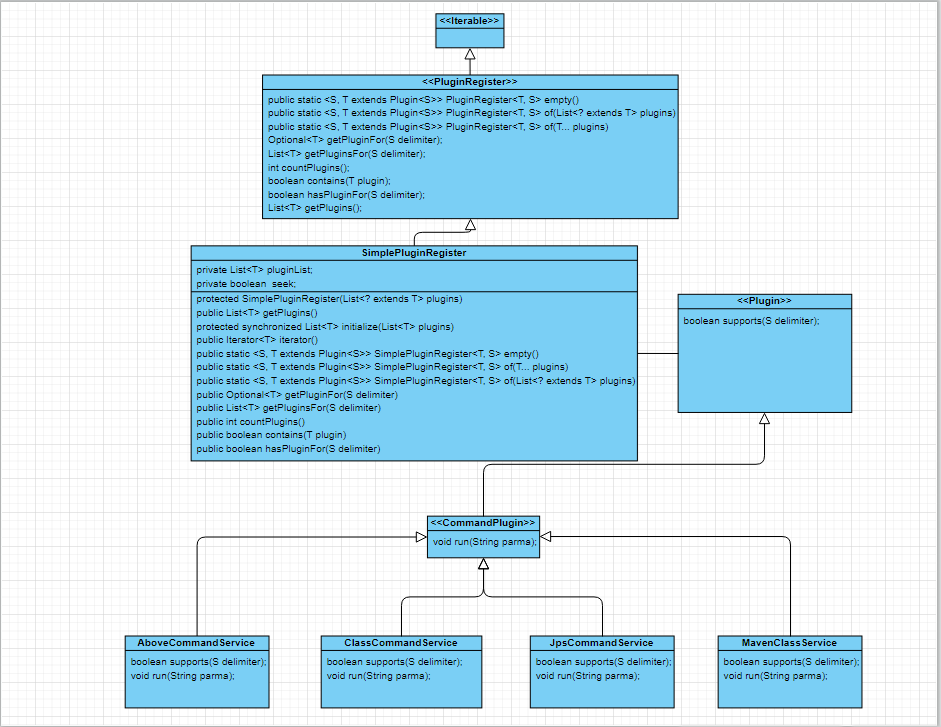 <<Iterable>>
<<PluginRegister>>
public static <S, T extends Plugin<S>> PluginRegister<T, S> empty()
public static <S, T extends Plugin<S>> PluginRegister<T, S> of(List<? extends T> plugins)
public static <S, T extends Plugin<S>> PluginRegister<T, S> of(T... plugins)
Optional<T> getPluginFor(S delimiter);
List<T> getPluginsFor(S delimiter);
int countPlugins();
boolean contains(T plugin);
boolean hasPluginFor(S delimiter);
List<T> getPlugins();
SimplePluginRegister
private List<T> pluginList;
private boolean seek;
protected SimplePluginRegister(List<? extends T> plugins)
public List<T> getPlugins()
protected synchronized List<T> initialize(List<T> plugins)
public Iterator<T> iterator()
public static <S, T extends Plugin<S>> SimplePluginRegister<T, S> empty()
public static <S, T extends Plugin<S>> SimplePluginRegister<T, S> of(T... plugins)
public static <S, T extends Plugin<S>> SimplePluginRegister<T, S> of(List<? extends T> plugins)
public Optional<T> getPluginFor(S delimiter)
public List<T> getPluginsFor(S delimiter)
public int countPlugins()
public boolean contains(T plugin)
public boolean hasPluginFor(S delimiter)
<<Plugin>>
boolean supports(S delimiter);
<<CommandPlugin>>
void run(String parma);
AboveCommandService
boolean supports(S delimiter);
void run(String parma);
ClassCommandService
boolean supports(S delimiter);
void run(String parma);
JpsCommandService
boolean supports(S delimiter);
void run(String parma);
MavenClassService
boolean supports(S delimiter);
void run(String parma);